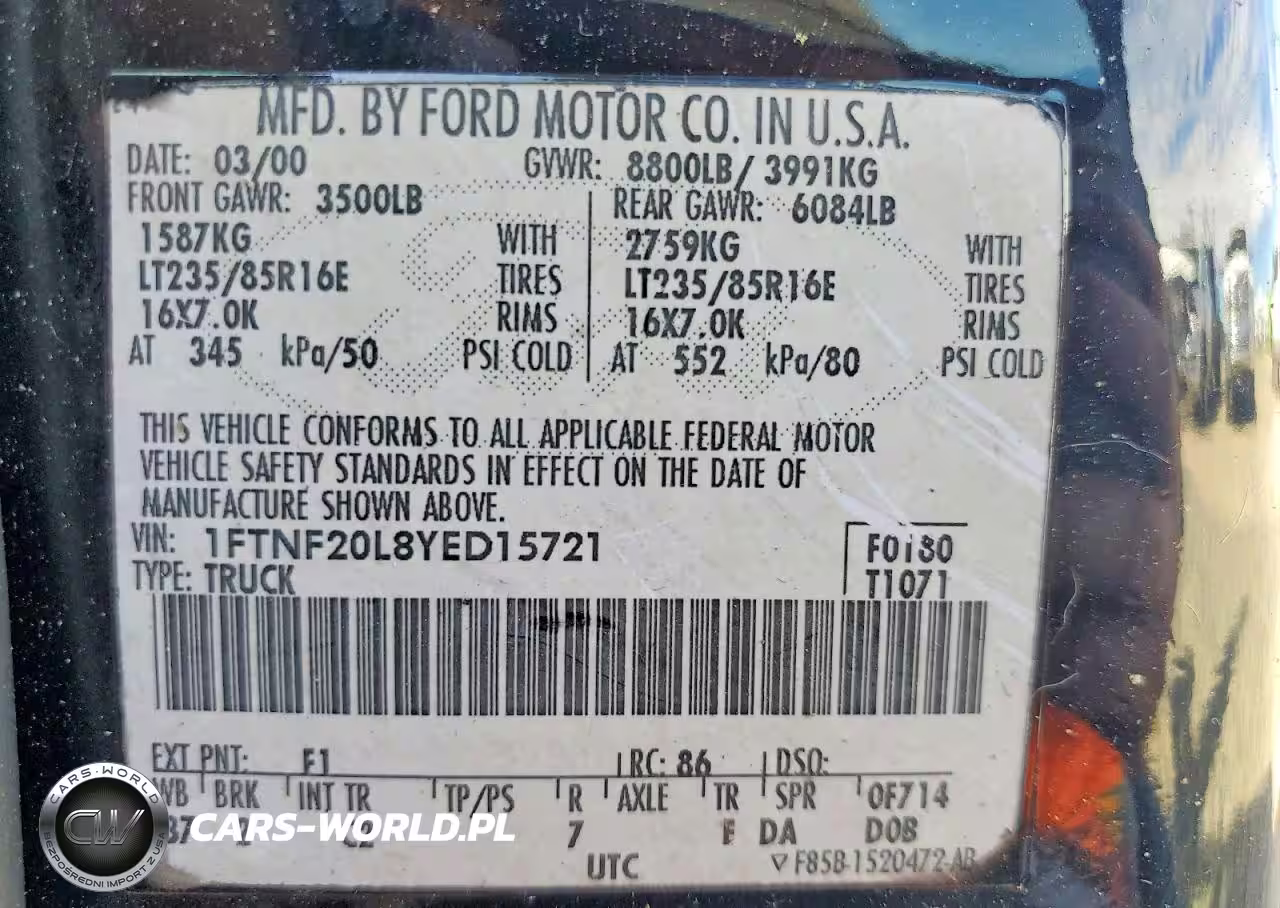 MFD. BY FORD MOTOR CO. IN U.S.A.
DATE: 03/00 GVWR: 8800LB/ 3991KG
FRONT GAWR: 3500LB REAR GAWR: 6084LB
1587KG WITH 2759KG WITH
LT235/85R16E TIRES LT235/85R16E TIRES
16X7.0K RIMS 16X7.0K RIMS
AT 345 kPa/50 PSI COLD AT 552 kPa/80 PSI COLD
THIS VEHICLE CONFORMS TO ALL APPLICABLE FEDERAL MOTOR
VEHICLE SAFETY STANDARDS IN EFFECT ON THE DATE OF
MANUFACTURE SHOWN ABOVE.
VIN: 1FTNF20L8YED15721 F0180
TYPE: TRUCK T1071
EXT PNT: F1 RC: 86 DSO:
WB BRK INT TR TP/PS R AXLE TR SPR OF714
7 E DA D0B
UTC F85B-1520472-AB
CARS-WORLD
CW
BEZPOSREDNI IMPORT Z USA
CARS-WORLD.PL